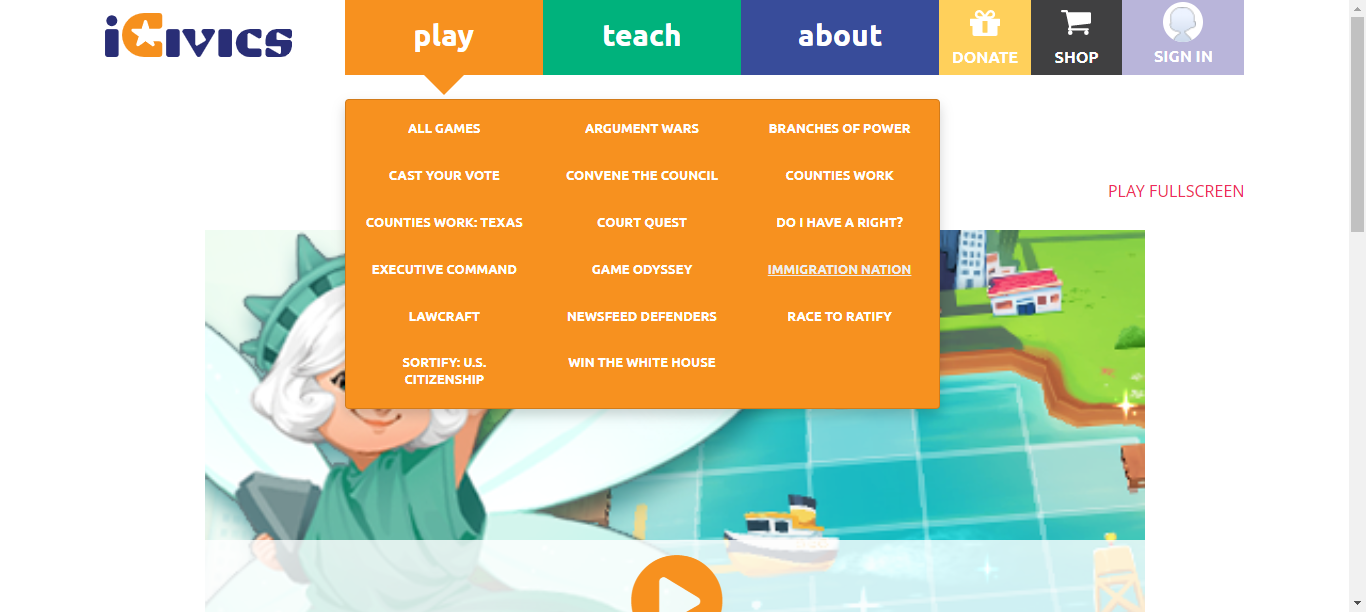 iCivics
play
teach
about
DONATE
SHOP
SIGN IN
ALL GAMES
ARGUMENT WARS
BRANCHES OF POWER
CAST YOUR VOTE
CONVENE THE COUNCIL
COUNTIES WORK
COUNTIES WORK: TEXAS
COURT QUEST
DO I HAVE A RIGHT?
EXECUTIVE COMMAND
GAME ODYSSEY
IMMIGRATION NATION
LAWCRAFT
NEWSFEED DEFENDERS
RACE TO RATIFY
SORTIFY: U.S.
CITIZENSHIP
WIN THE WHITE HOUSE
PLAY FULLSCREEN